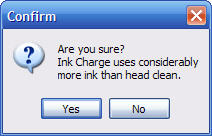 Confirm
Are you sure?
Ink Charge uses considerably
more ink than head clean.
Yes
No